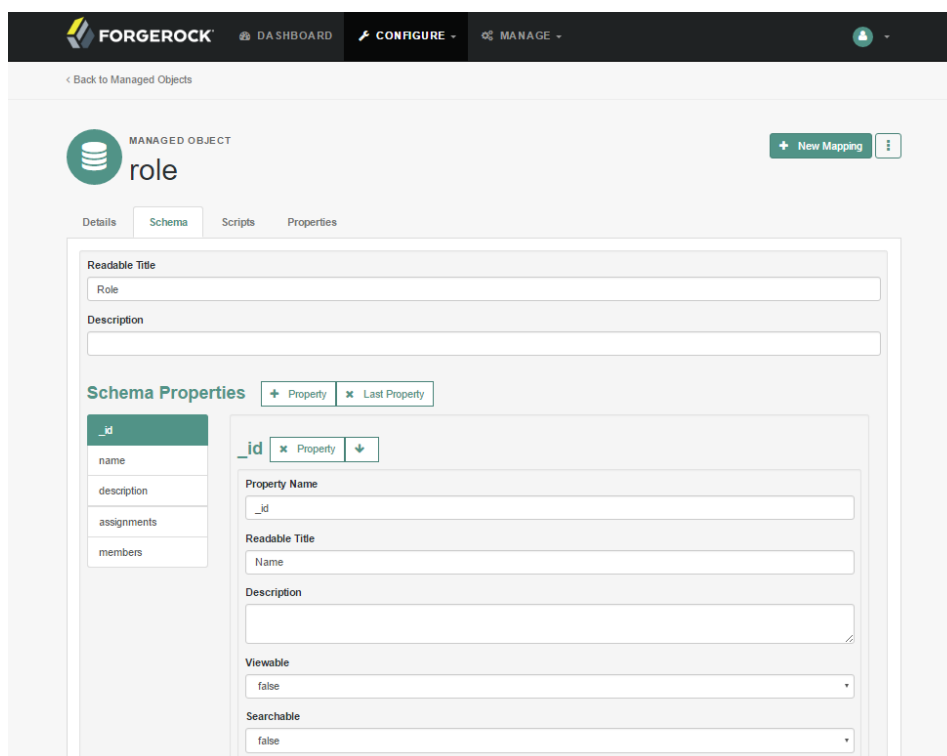 FORGEROCK DASHBOARD CONFIGURE MANAGE
< Back to Managed Objects
MANAGED OBJECT
role
+ New Mapping
Details Schema Scripts Properties
Readable Title
Role
Description
Schema Properties + Property × Last Property
_id
name
description
assignments
members
_id × Property
Property Name
_id
Readable Title
Name
Description
Viewable
false
Searchable
false